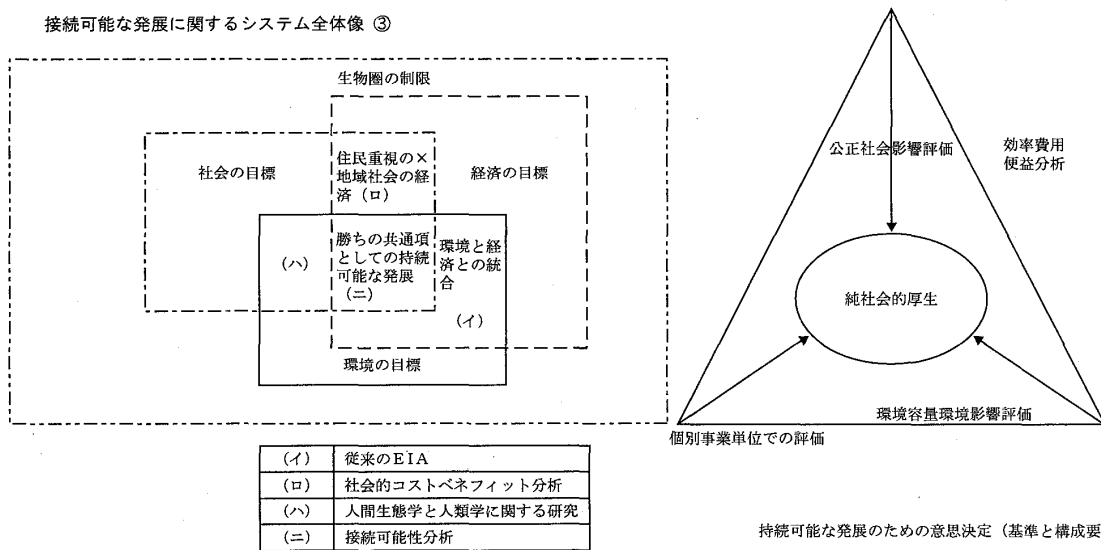 接続可能な発展に関するシステム全体像 ③
生物圏の制限
社会の目標
住民重視の×
地域社会の経
済（ロ）
経済の目標
（ハ）
勝ちの共通項
としての持続
可能な発展
（ニ）
環境と経
済との統
合
（イ）
環境の目標
（イ） 従来のEIA
（ロ） 社会的コストベネフィット分析
（ハ） 人間生態学と人類学に関する研究
（ニ） 接続可能性分析
公正社会影響評価
効率費用
便益分析
純社会的厚生
環境容量環境影響評価
個別事業単位での評価
持続可能な発展のための意思決定（基準と構成要